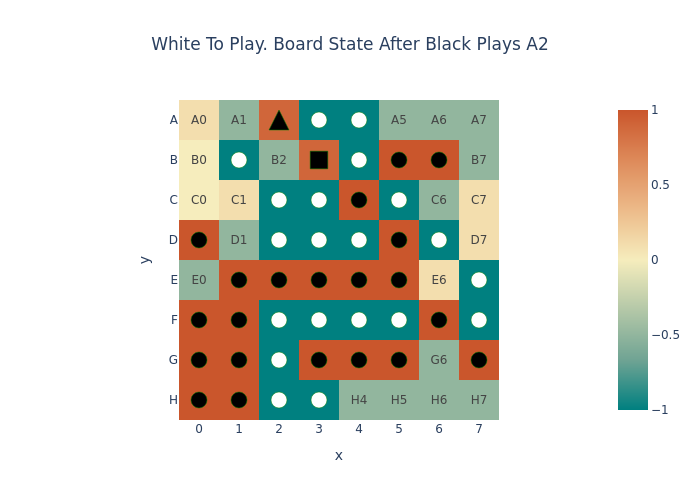 White To Play. Board State After Black Plays A2
A A0 A1 A5 A6 A7
B B0 B2 B7
C C0 C1 C6 C7
D D1 D7
E E0 E6
F
G G6
H H4 H5 H6 H7
0 1 2 3 4 5 6 7
x
y
1
0.5
0
−0.5
−1